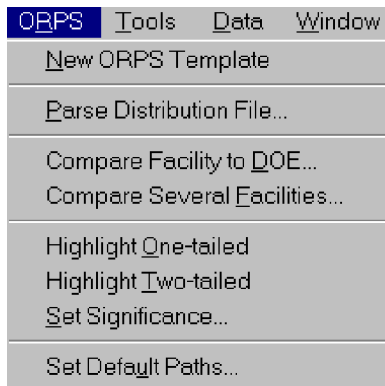 ORPS Tools Data Window
New ORPS Template
Parse Distribution File...
Compare Facility to DOE...
Compare Several Facilities...
Highlight One-tailed
Highlight Two-tailed
Set Significance...
Set Default Paths...